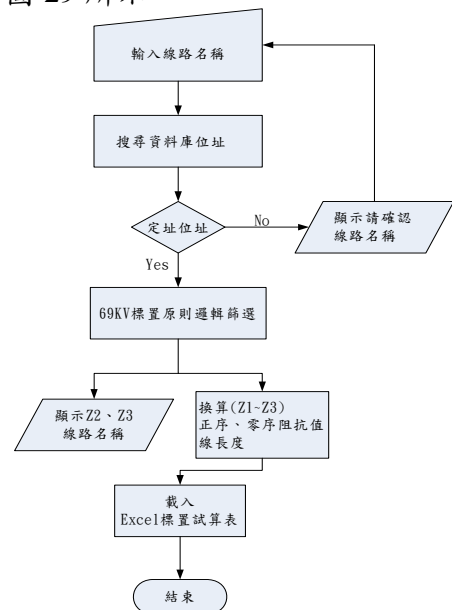 輸入線路名稱
搜尋資料庫位址
定址位址
No
顯示請確認
線路名稱
Yes
69KV標置原則邏輯篩選
顯示Z2、Z3
線路名稱
換算(Z1~Z3)
正序、零序阻抗值
線長度
載入
Excel標置試算表
結束